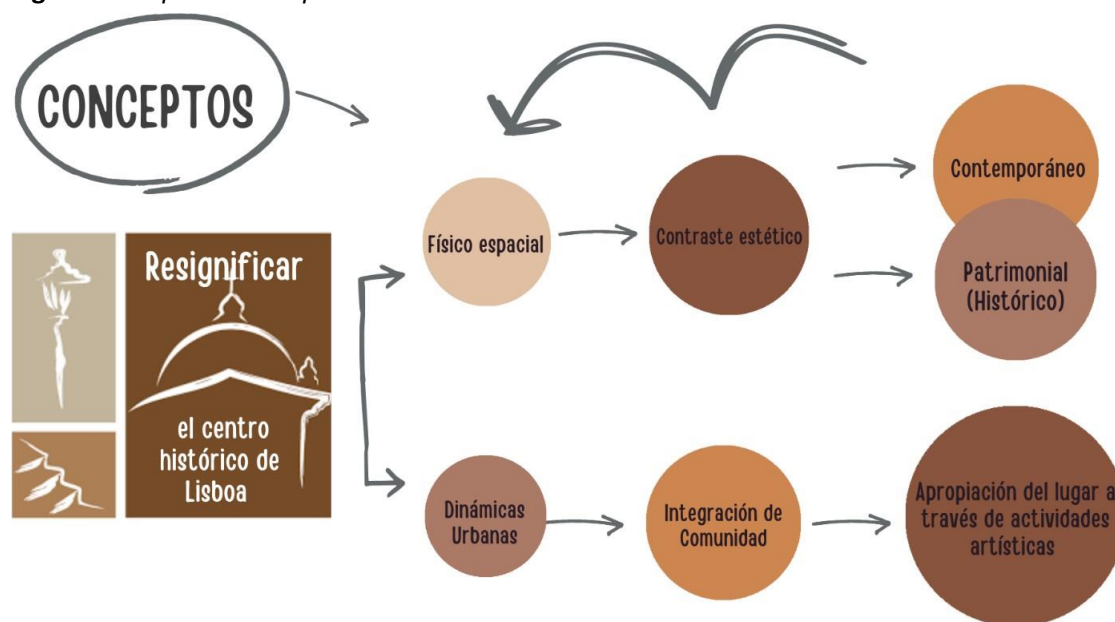 CONCEPTOS
Resignificar
el centro
histórico de
Lisboa
Físico espacial
Contraste estético
Contemporáneo
Patrimonial
(Histórico)
Dinámicas
Urbanas
Integración de
Comunidad
Apropiación del lugar a
través de actividades
artísticas